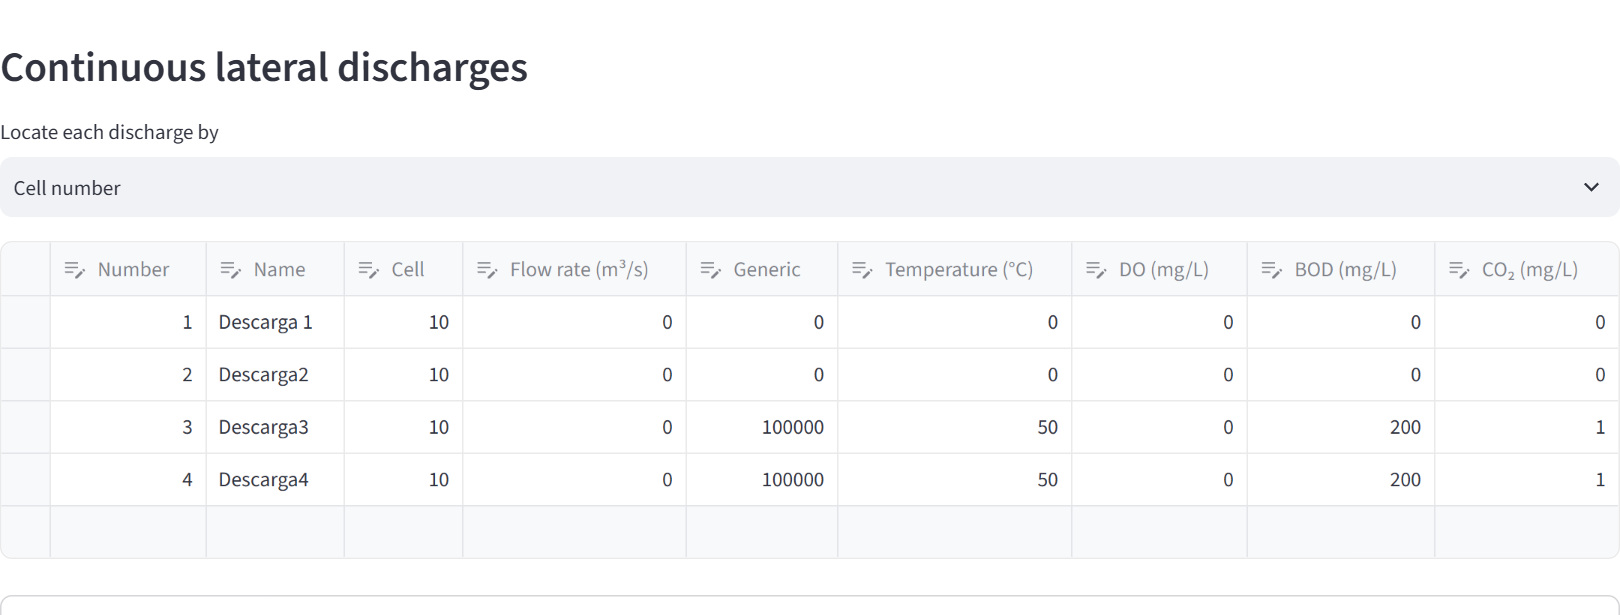 Continuous lateral discharges
Locate each discharge by
Cell number
Number Name Cell Flow rate (m³/s) Generic Temperature (°C) DO (mg/L) BOD (mg/L) CO₂ (mg/L)
1 Descarga 1 10 0 0 0 0 0 0
2 Descarga2 10 0 0 0 0 0 0
3 Descarga3 10 0 100000 50 0 200 1
4 Descarga4 10 0 100000 50 0 200 1